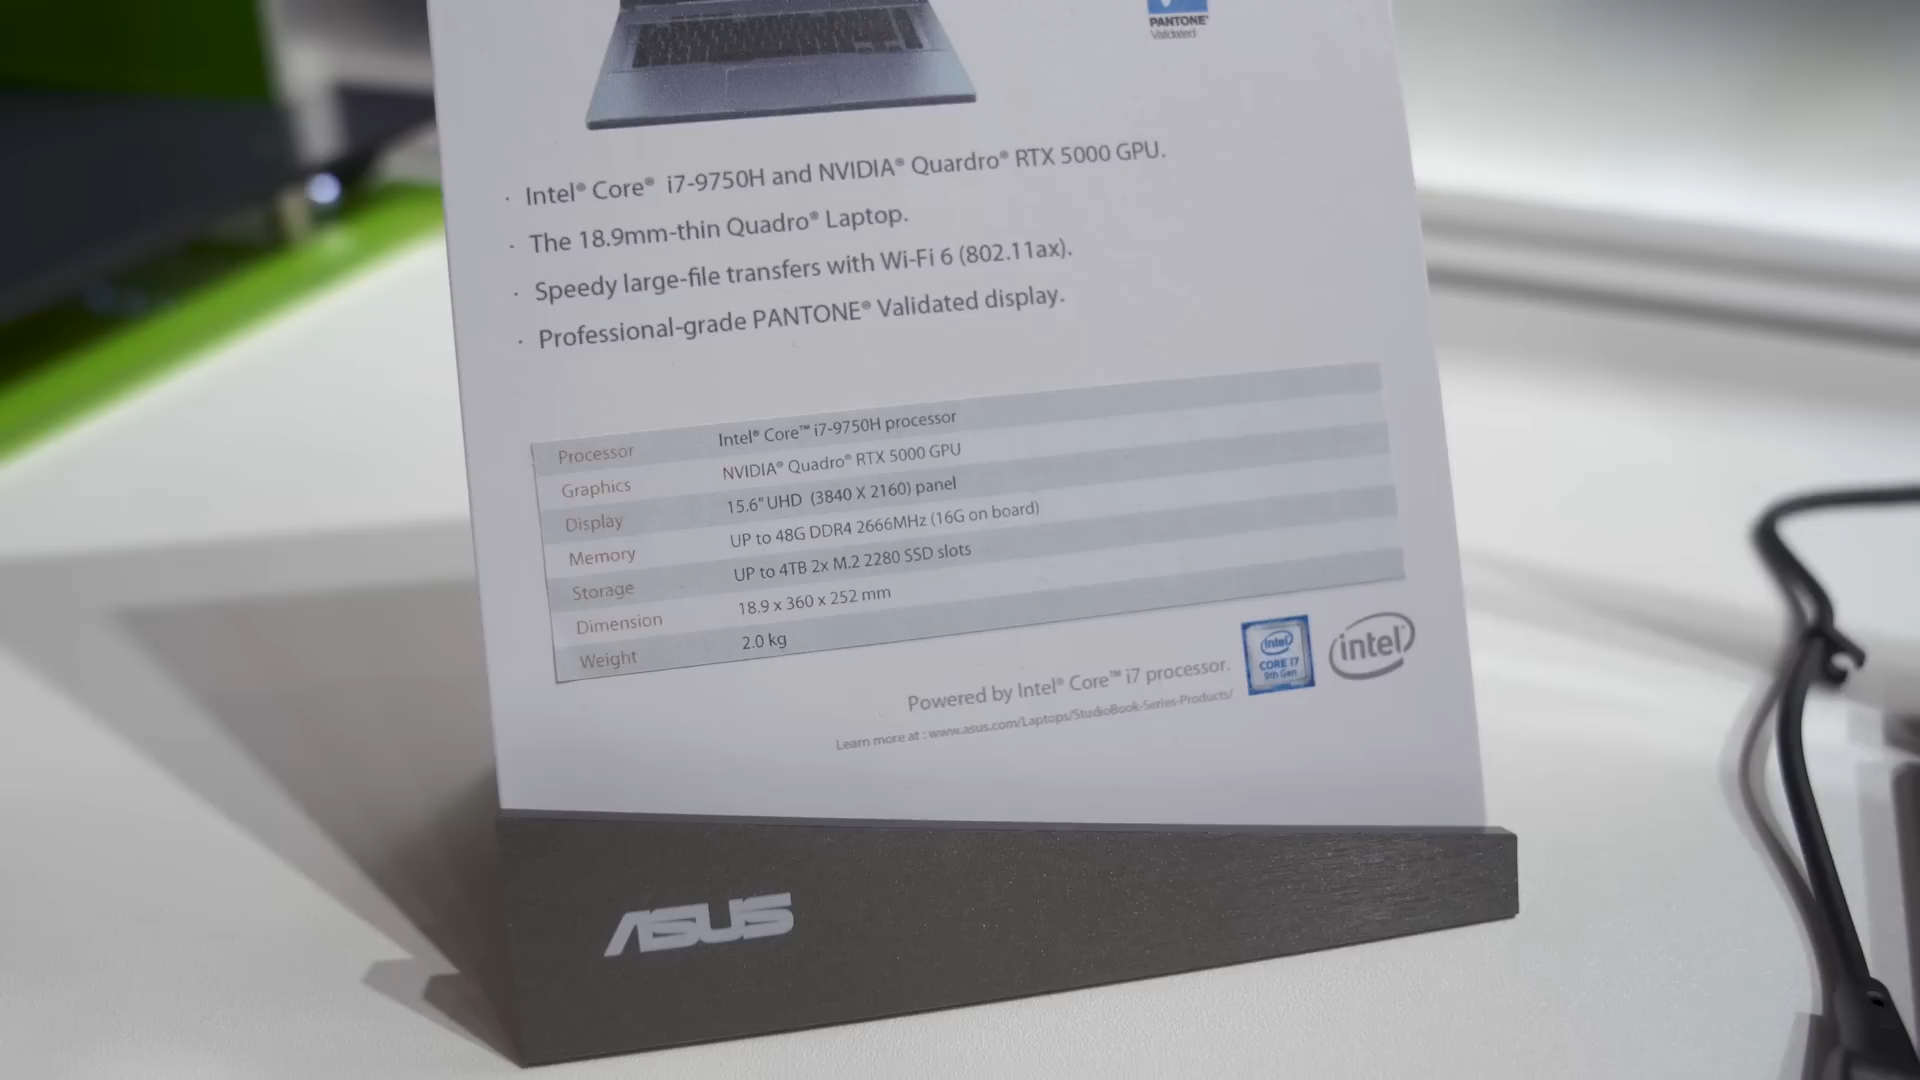 PANTONE®
Validated
· Intel® Core® i7-9750H and NVIDIA® Quardro® RTX 5000 GPU.
· The 18.9mm-thin Quadro® Laptop.
· Speedy large-file transfers with Wi-Fi 6 (802.11ax).
· Professional-grade PANTONE® Validated display.
Processor Intel® Core™ i7-9750H processor
Graphics NVIDIA® Quadro® RTX 5000 GPU
Display 15.6" UHD (3840 X 2160) panel
Memory UP to 48G DDR4 2666MHz (16G on board)
Storage UP to 4TB 2x M.2 2280 SSD slots
Dimension 18.9 x 360 x 252 mm
Weight 2.0 kg
Powered by Intel® Core™ i7 processor.
Learn more at : www.asus.com/Laptops/StudioBook-Series-Products/
intel
CORE i7
9th Gen
intel
ASUS